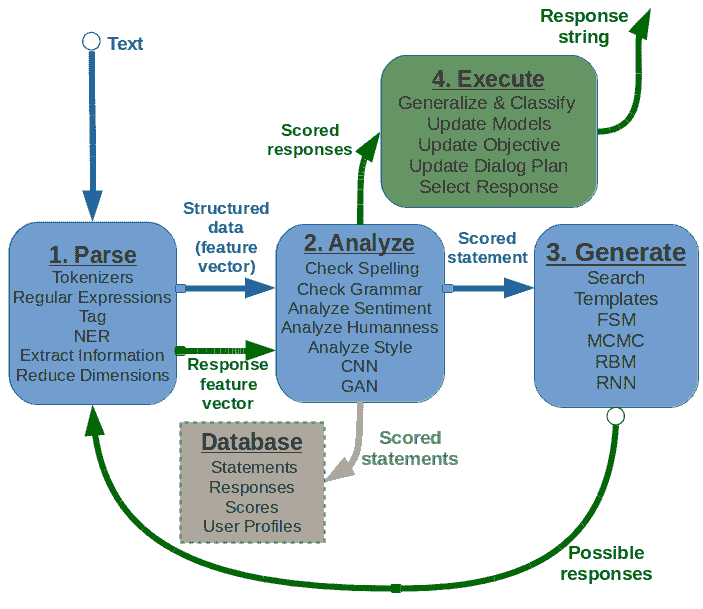 Text
Response
string
4. Execute
Generalize & Classify
Update Models
Update Objective
Update Dialog Plan
Select Response
Scored
responses
1. Parse
Tokenizers
Regular Expressions
Tag
NER
Extract Information
Reduce Dimensions
Structured
data
(feature
vector)
Response
feature
vector
2. Analyze
Check Spelling
Check Grammar
Analyze Sentiment
Analyze Humanness
Analyze Style
CNN
GAN
Scored
statement
3. Generate
Search
Templates
FSM
MCMC
RBM
RNN
Database
Statements
Responses
Scores
User Profiles
Scored
statements
Possible
responses